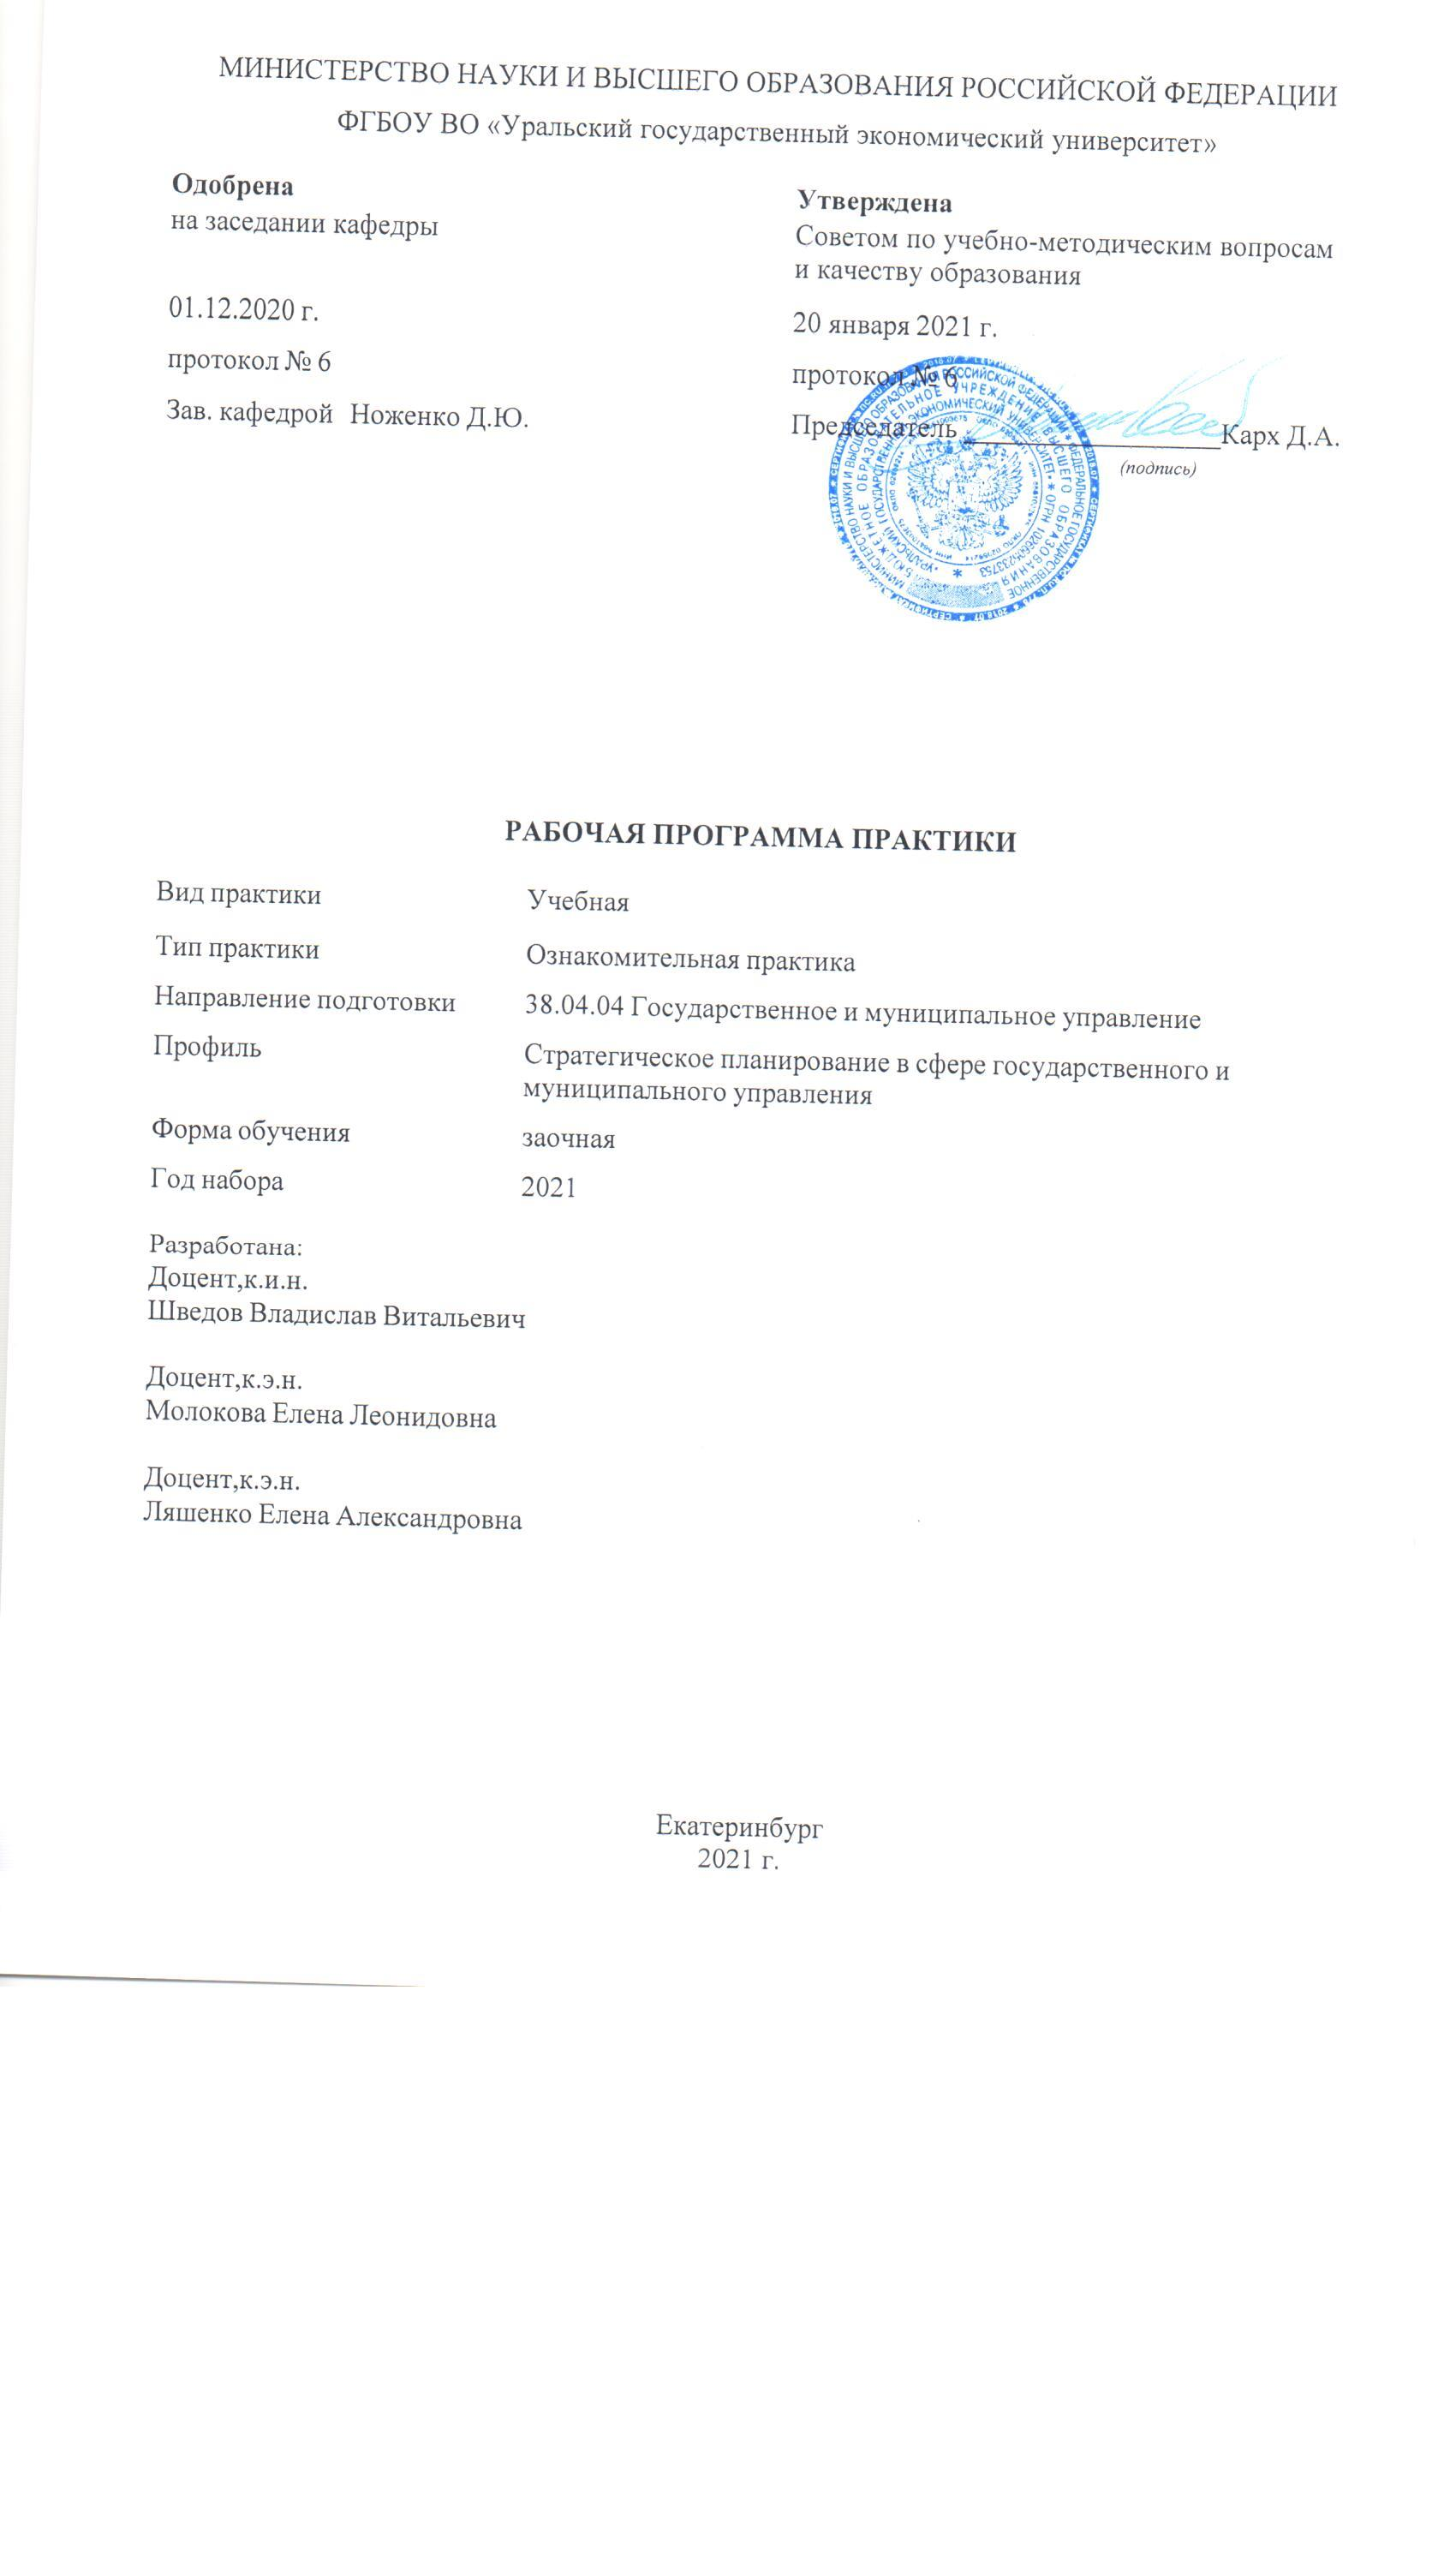 МИНИСТЕРСТВО НАУКИ И ВЫСШЕГО ОБРАЗОВАНИЯ РОССИЙСКОЙ ФЕДЕРАЦИИ
ФГБОУ ВО «Уральский государственный экономический университет»
Одобрена
на заседании кафедры
01.12.2020 г.
протокол № 6
Зав. кафедрой Ноженко Д.Ю.
Утверждена
Советом по учебно-методическим вопросам
и качеству образования
20 января 2021 г.
протокол № 6
Председатель Карх Д.А.
(подпись)
РАБОЧАЯ ПРОГРАММА ПРАКТИКИ
Вид практики Учебная
Тип практики Ознакомительная практика
Направление подготовки 38.04.04 Государственное и муниципальное управление
Профиль Стратегическое планирование в сфере государственного и
муниципального управления
Форма обучения заочная
Год набора 2021
Разработана:
Доцент,к.и.н.
Шведов Владислав Витальевич
Доцент,к.э.н.
Молокова Елена Леонидовна
Доцент,к.э.н.
Ляшенко Елена Александровна
Екатеринбург
2021 г.